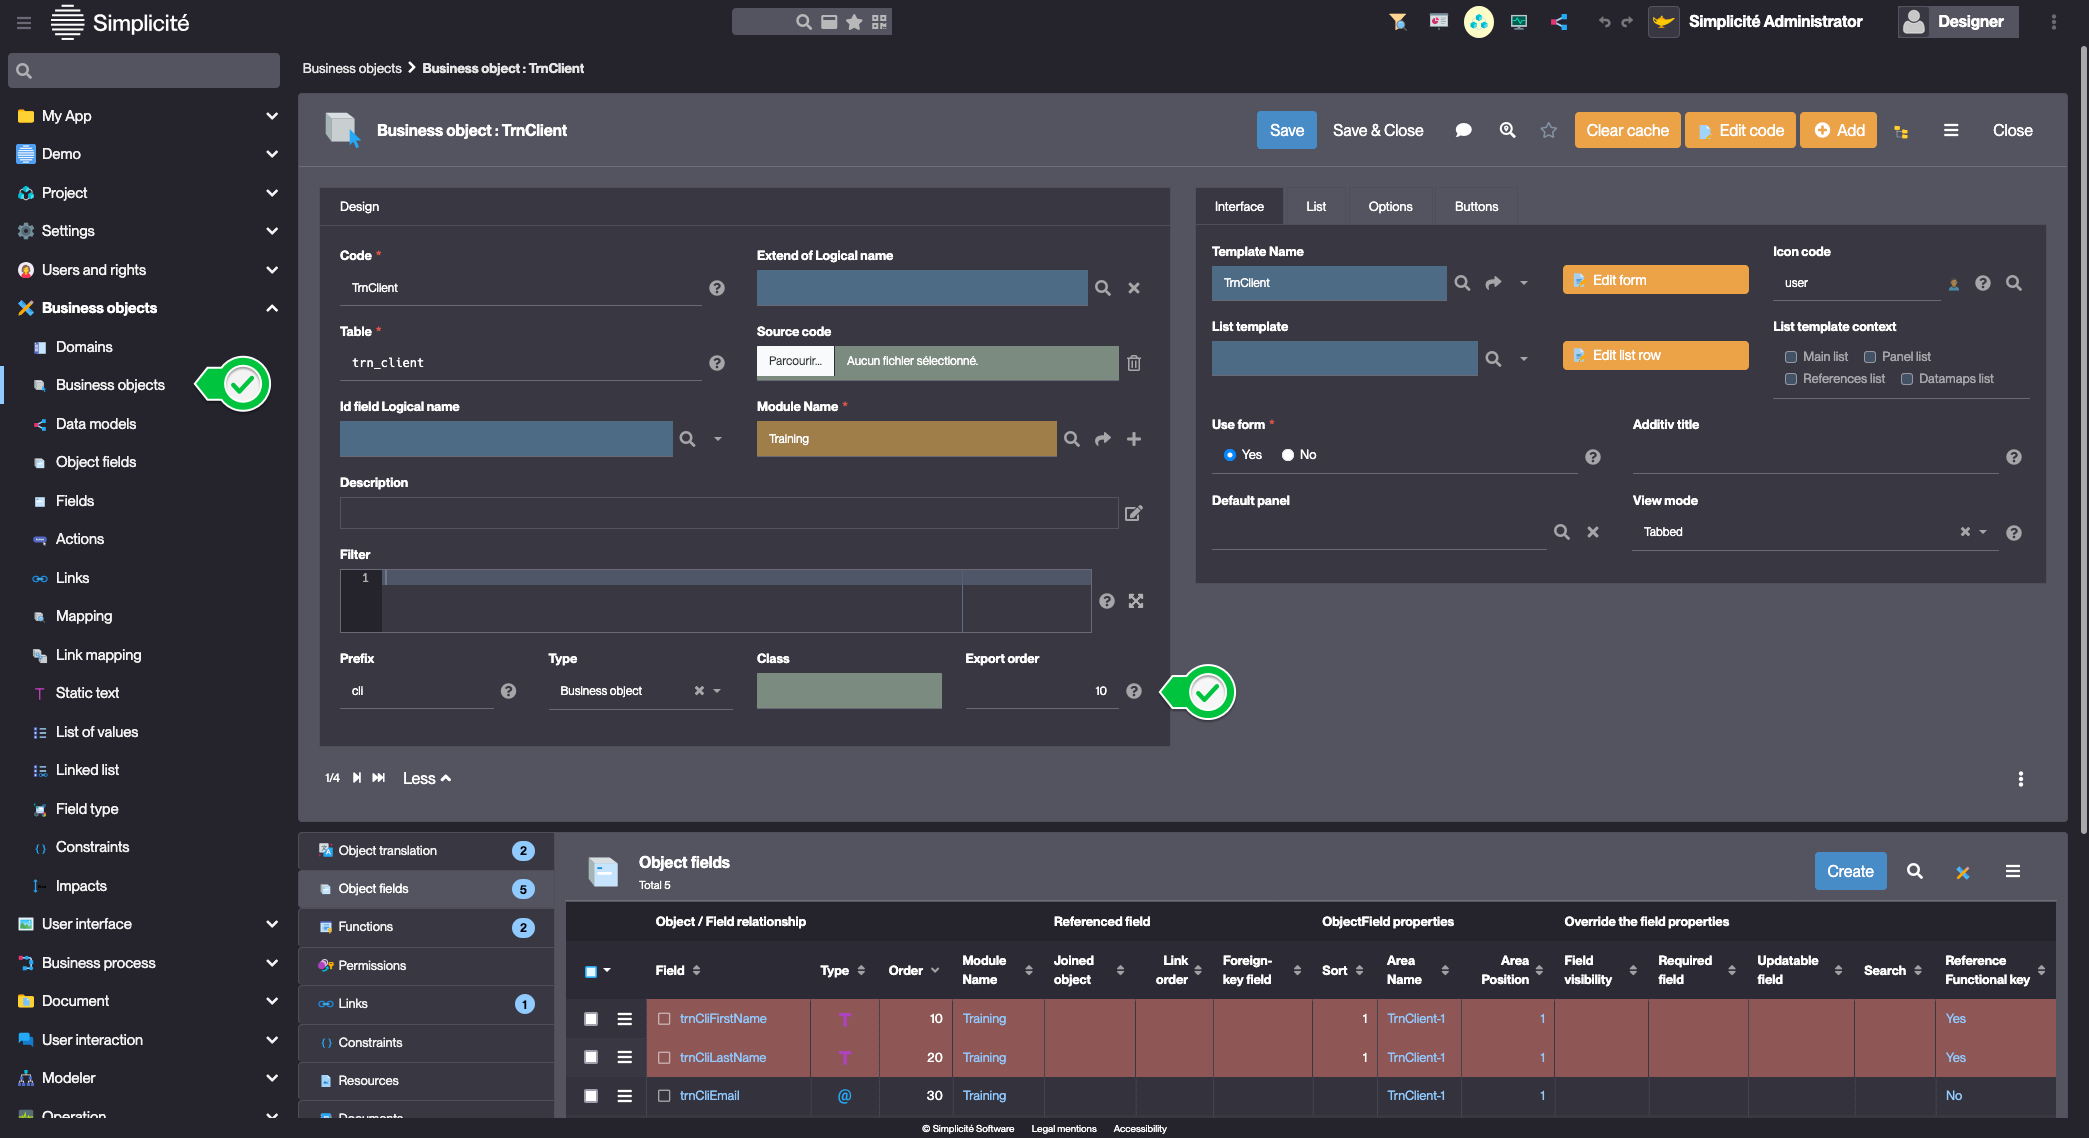 Simplicité
Simplicité Administrator
Designer
Business objects
Business object : TrnClient
My App
Demo
Project
Settings
Users and rights
Business objects
Domains
Business objects
Data models
Object fields
Fields
Actions
Links
Mapping
Link mapping
Static text
List of values
Linked list
Field type
Constraints
Impacts
User interface
Business process
Document
User interaction
Modeler
Operation
Business object : TrnClient
Save
Save & Close
Clear cache
Edit code
Add
Close
Design
Code *
TrnClient
Extend of Logical name
Table *
trn_client
Source code
Parcourir...
Aucun fichier sélectionné.
Id field Logical name
Module Name *
Training
Description
Filter
1
Prefix
cli
Type
Business object
Class
Export order
10
Interface
List
Options
Buttons
Template Name
TrnClient
Edit form
Icon code
user
List template
Edit list row
List template context
Main list
Panel list
References list
Datamaps list
Use form *
Yes
No
Additiv title
Default panel
View mode
Tabbed
1/4
Less
Object translation 2
Object fields 5
Functions 2
Permissions
Links 1
Constraints
Resources
Documents
Object fields
Total 5
Create
Object / Field relationship
Referenced field
ObjectField properties
Override the field properties
Field
Type
Order
Module Name
Joined object
Link order
Foreign-key field
Sort
Area Name
Area Position
Field visibility
Required field
Updatable field
Search
Reference Functional key
trnCliFirstName T 10 Training 1 TrnClient-1 1 Yes
trnCliLastName T 20 Training 1 TrnClient-1 1 Yes
trnCliEmail @ 30 Training TrnClient-1 1 No
© Simplicité Software
Legal mentions
Accessibility